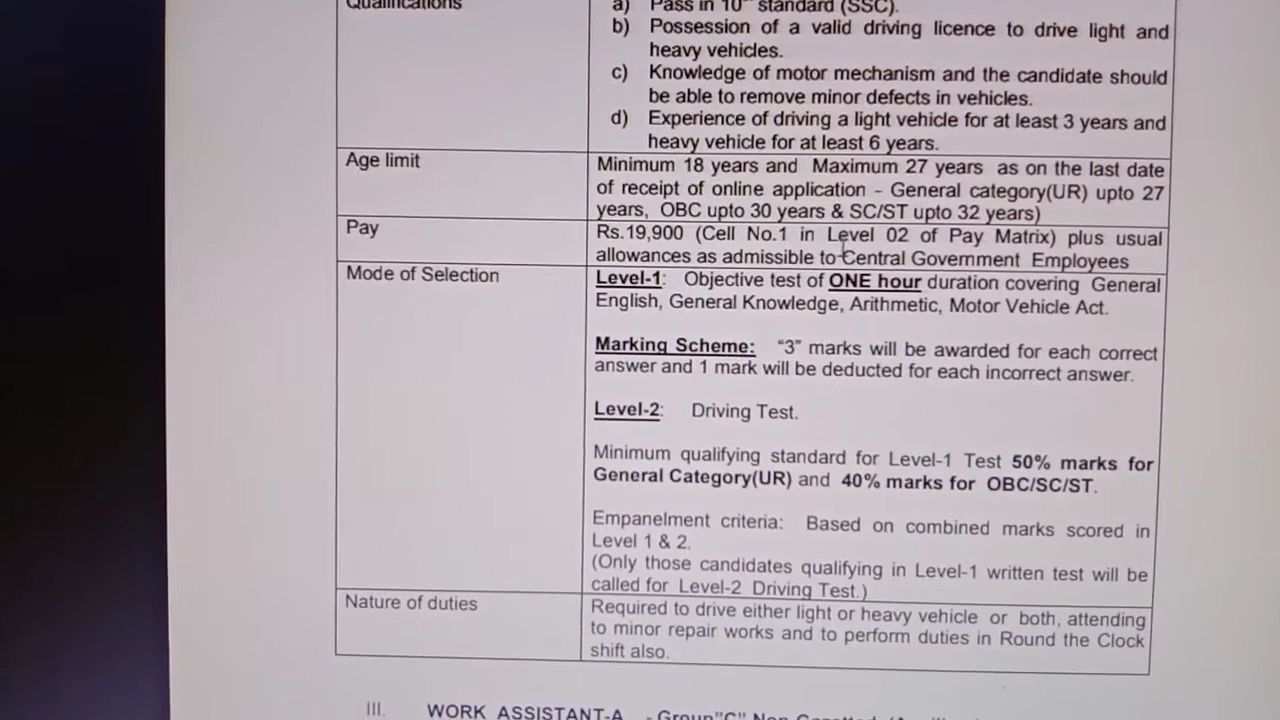 Qualifications
a) Pass in 10th standard (SSC).
b) Possession of a valid driving licence to drive light and
heavy vehicles.
c) Knowledge of motor mechanism and the candidate should
be able to remove minor defects in vehicles.
d) Experience of driving a light vehicle for at least 3 years and
heavy vehicle for at least 6 years.
Age limit
Minimum 18 years and Maximum 27 years as on the last date
of receipt of online application - General category(UR) upto 27
years, OBC upto 30 years & SC/ST upto 32 years)
Pay
Rs.19,900 (Cell No.1 in Level 02 of Pay Matrix) plus usual
allowances as admissible to Central Government Employees
Mode of Selection
Level-1: Objective test of ONE hour duration covering General
English, General Knowledge, Arithmetic, Motor Vehicle Act.
Marking Scheme: “3” marks will be awarded for each correct
answer and 1 mark will be deducted for each incorrect answer.
Level-2: Driving Test.
Minimum qualifying standard for Level-1 Test 50% marks for
General Category(UR) and 40% marks for OBC/SC/ST.
Empanelment criteria: Based on combined marks scored in
Level 1 & 2.
(Only those candidates qualifying in Level-1 written test will be
called for Level-2 Driving Test.)
Nature of duties
Required to drive either light or heavy vehicle or both, attending
to minor repair works and to perform duties in Round the Clock
shift also.
III. WORK ASSISTANT-A - Group"C" Non Gazetted